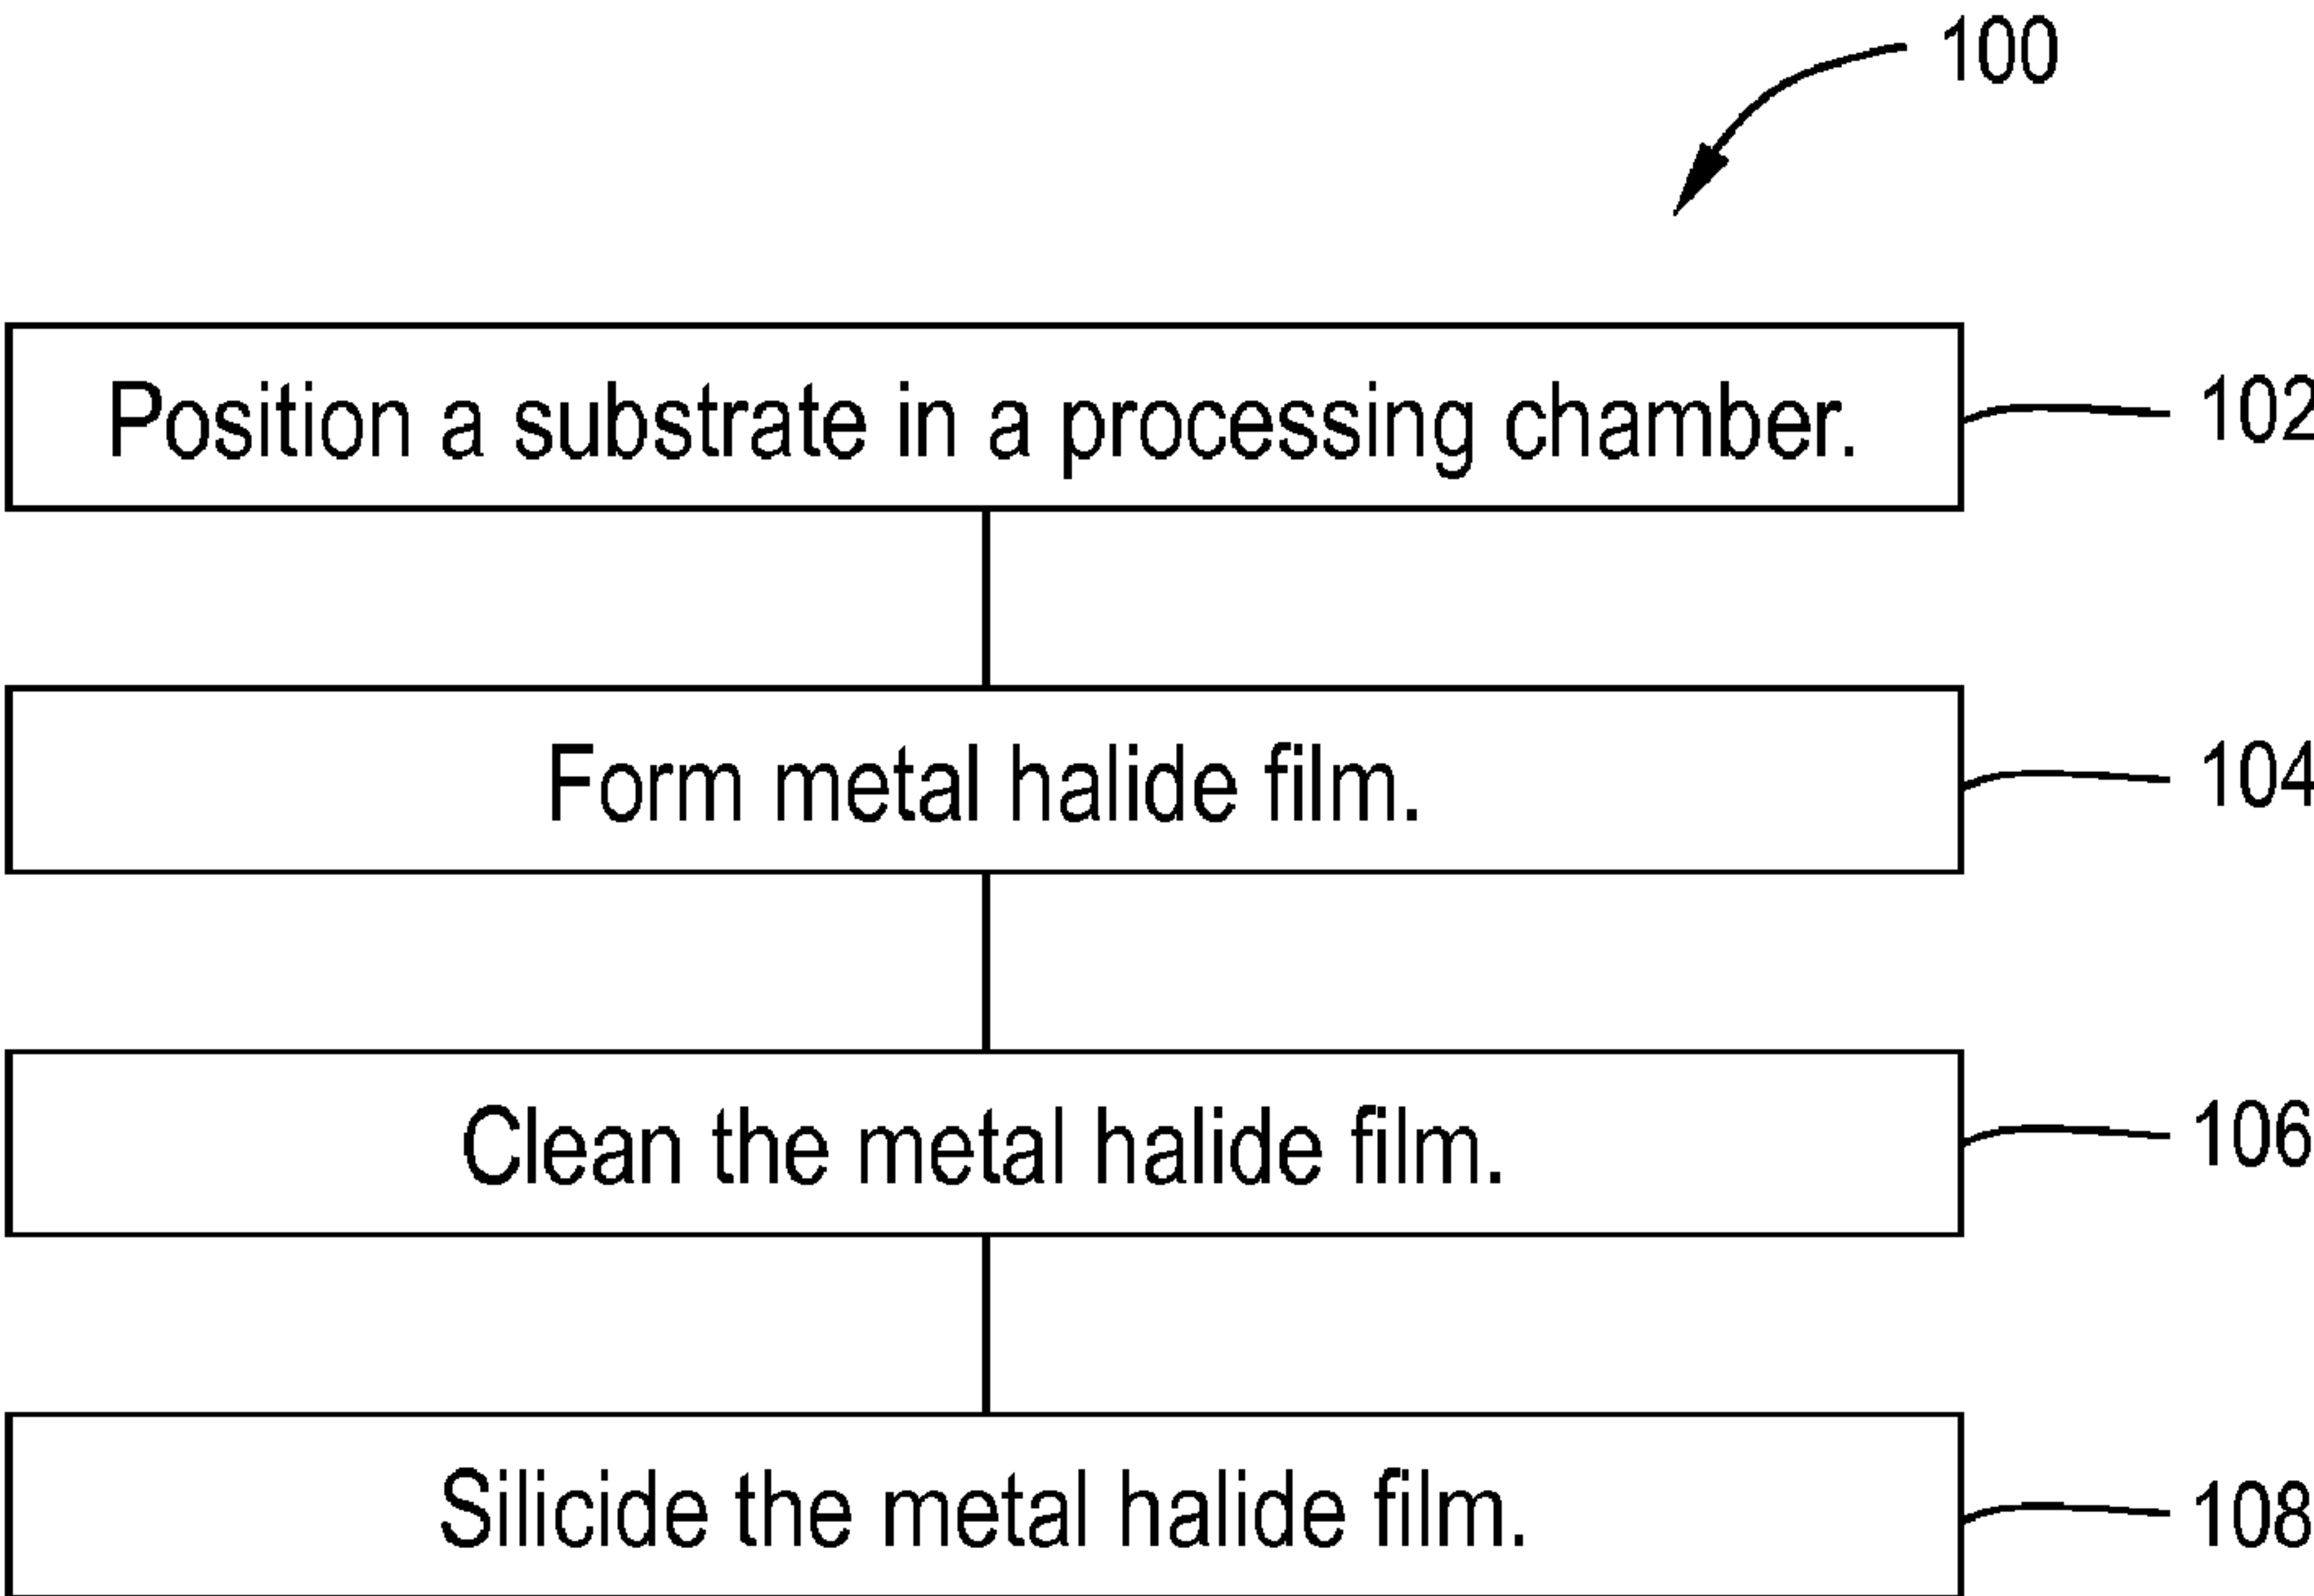 100
Position a substrate in a processing chamber.
102
Form metal halide film.
104
Clean the metal halide film.
106
Silicide the metal halide film.
108